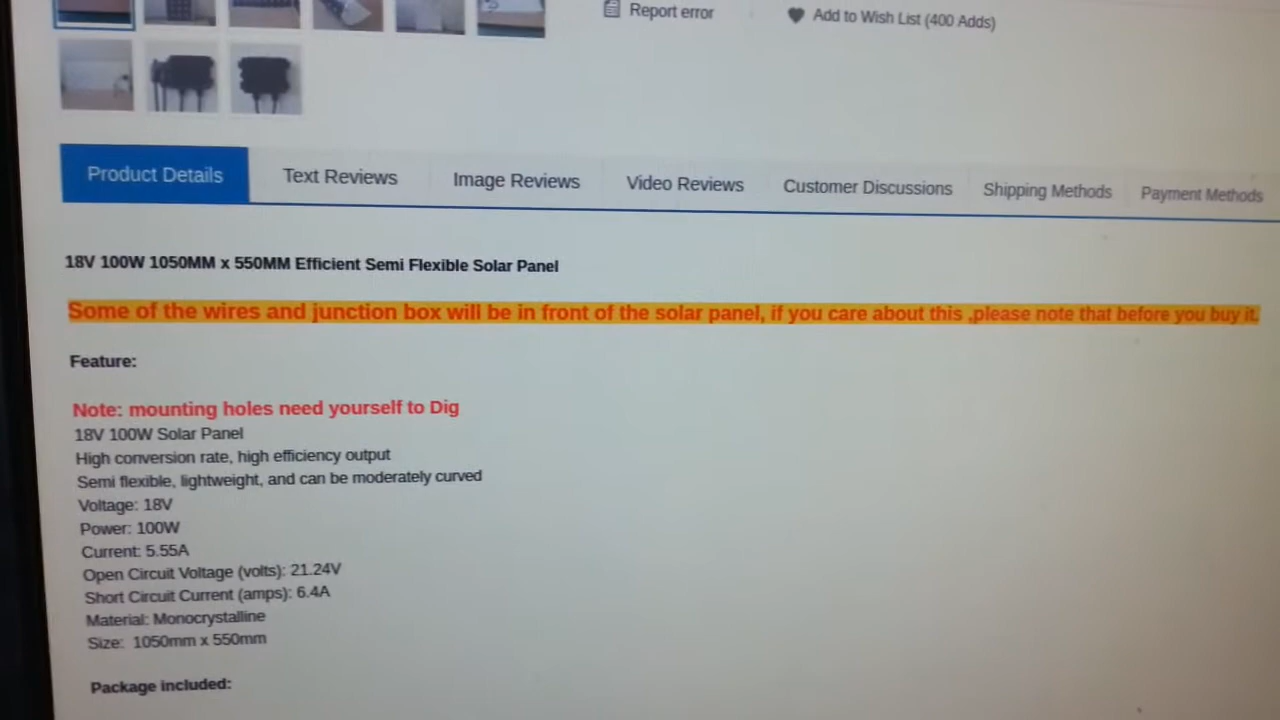 Report error
Add to Wish List (400 Adds)
Product Details
Text Reviews
Image Reviews
Video Reviews
Customer Discussions
Shipping Methods
Payment Methods
18V 100W 1050MM x 550MM Efficient Semi Flexible Solar Panel
Some of the wires and junction box will be in front of the solar panel, if you care about this ,please note that before you buy it.
Feature:
Note: mounting holes need yourself to Dig
18V 100W Solar Panel
High conversion rate, high efficiency output
Semi flexible, lightweight, and can be moderately curved
Voltage: 18V
Power: 100W
Current: 5.55A
Open Circuit Voltage (volts): 21.24V
Short Circuit Current (amps): 6.4A
Material: Monocrystalline
Size: 1050mm x 550mm
Package included: